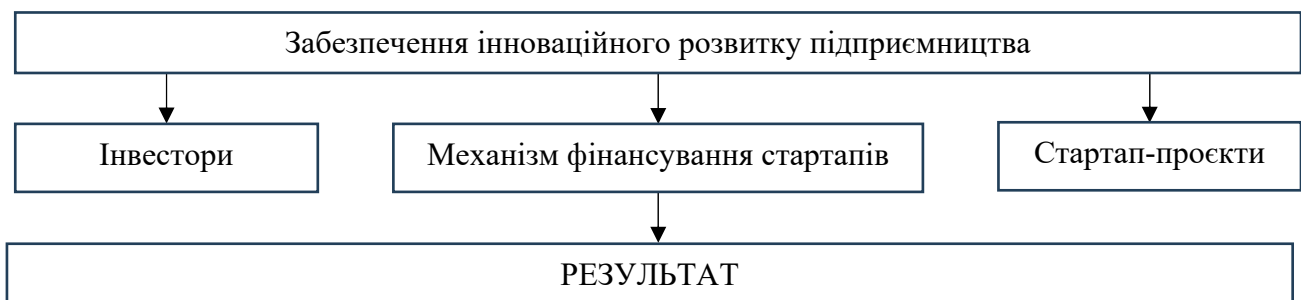 Забезпечення інноваційного розвитку підприємництва
Інвестори
Механізм фінансування стартапів
Стартап-проєкти
РЕЗУЛЬТАТ